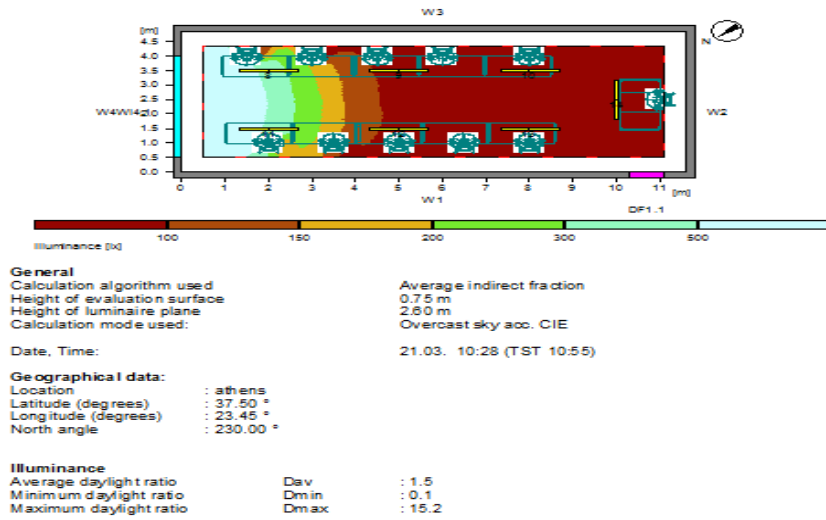 W3
[m]
4.5
4.0
3.5
3.0
2.5
2.0
1.5
1.0
0.5
0.0
N
W2
0 1 2 3 4 5 6 7 8 9 10 11 [m]
W1
DF1.1
100 150 200 300 500
Illuminance [lx]
General
Calculation algorithm used Average indirect fraction
Height of evaluation surface 0.75 m
Height of luminaire plane 2.60 m
Calculation mode used: Overcast sky acc. CIE
Date, Time: 21.03. 10:28 (TST 10:55)
Geographical data:
Location : athens
Latitude (degrees) : 37.50 °
Longitude (degrees) : 23.45 °
North angle : 230.00 °
Illuminance
Average daylight ratio Dav : 1.5
Minimum daylight ratio Dmin : 0.1
Maximum daylight ratio Dmax : 15.2